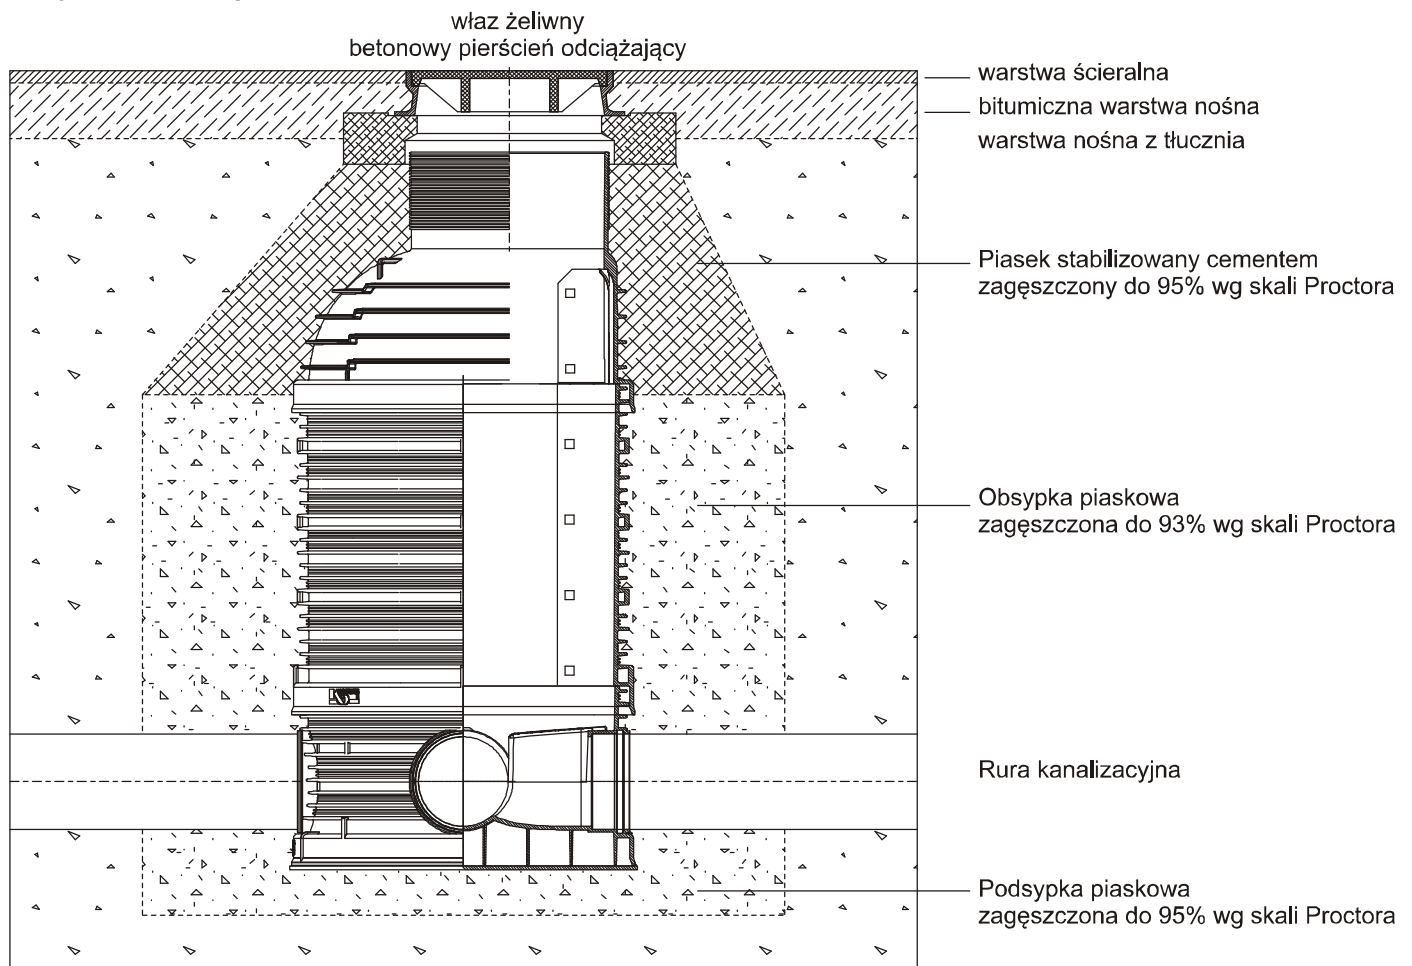 właz żeliwny
betonowy pierścień odciążający
warstwa ścieralna
bitumiczna warstwa nośna
warstwa nośna z tłucznia
Piasek stabilizowany cementem
zagęszczony do 95% wg skali Proctora
Obsypka piaskowa
zagęszczona do 93% wg skali Proctora
Rura kanalizacyjna
Podsypka piaskowa
zagęszczona do 95% wg skali Proctora